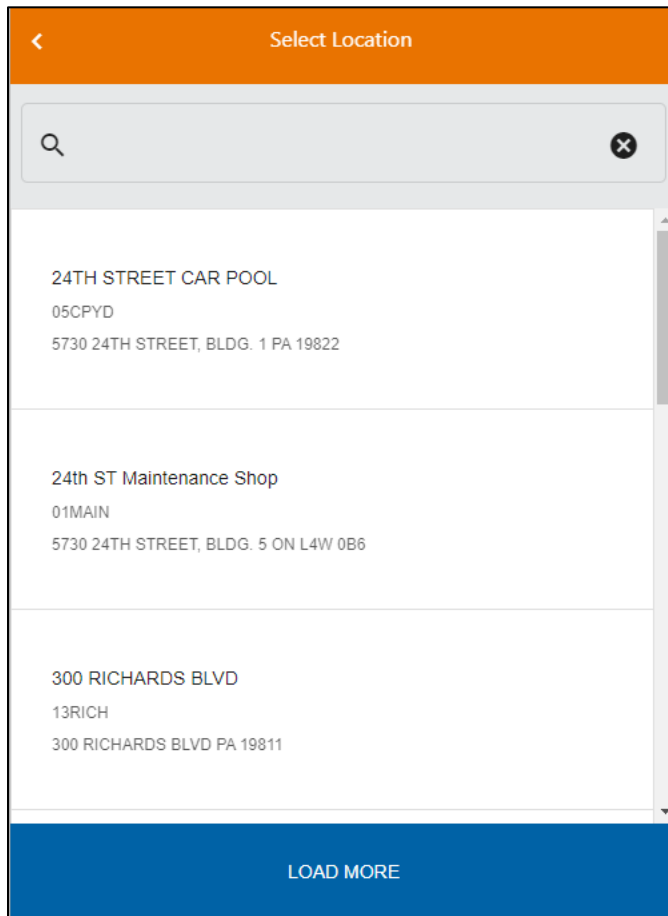 Select Location
24TH STREET CAR POOL
05CPYD
5730 24TH STREET, BLDG. 1 PA 19822
24th ST Maintenance Shop
01MAIN
5730 24TH STREET, BLDG. 5 ON L4W 0B6
300 RICHARDS BLVD
13RICH
300 RICHARDS BLVD PA 19811
LOAD MORE